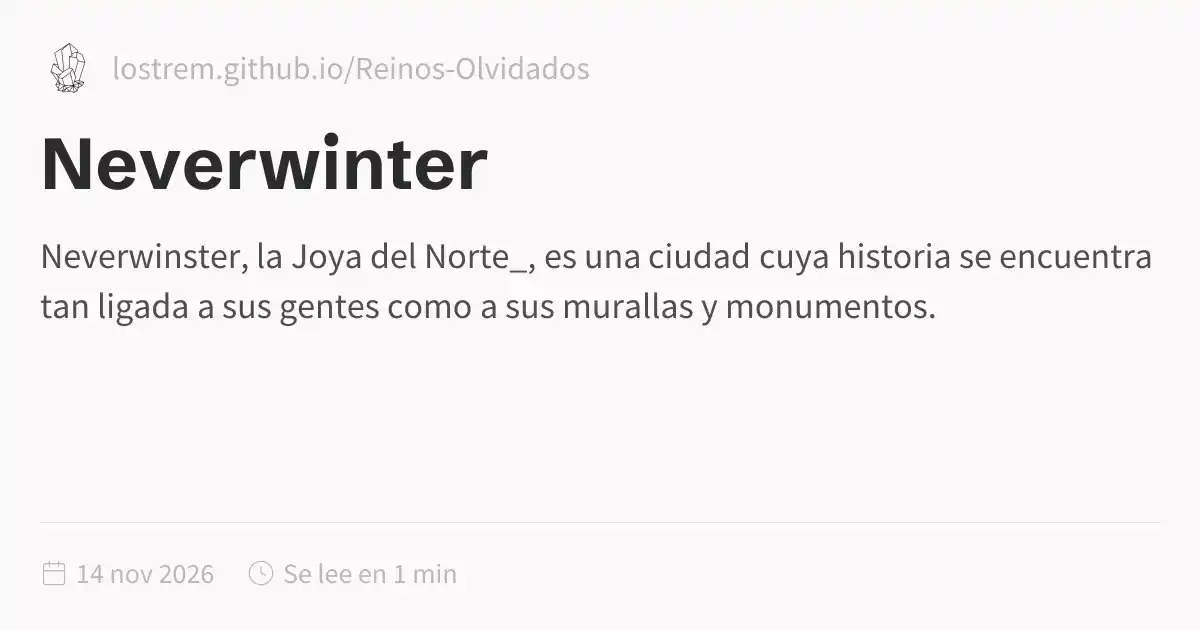 lostrem.github.io/Reinos-Olvidados
Neverwinter
Neverwinster, la Joya del Norte_, es una ciudad cuya historia se encuentra
tan ligada a sus gentes como a sus murallas y monumentos.
14 nov 2026 Se lee en 1 min